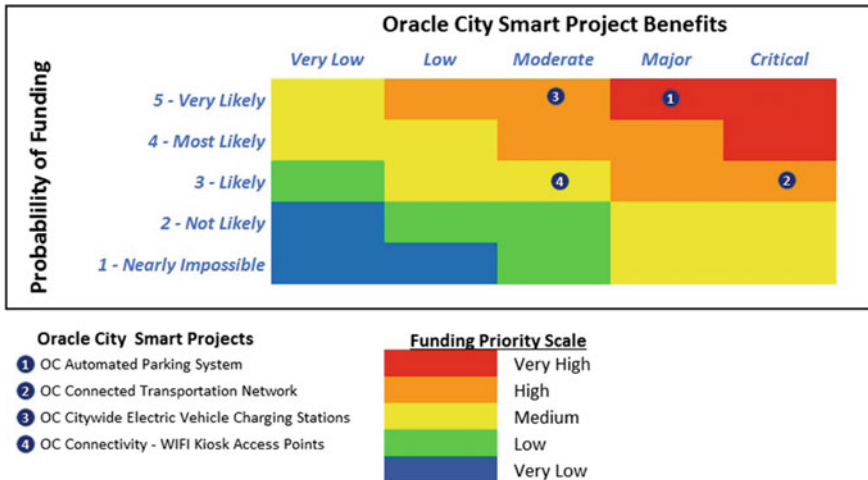 Oracle City Smart Project Benefits
Very Low Low Moderate Major Critical
Probablility of Funding
5 - Very Likely 3 1
4 - Most Likely
3 - Likely 4 2
2 - Not Likely
1 - Nearly Impossible
Oracle City Smart Projects
1 OC Automated Parking System
2 OC Connected Transportation Network
3 OC Citywide Electric Vehicle Charging Stations
4 OC Connectivity - WIFI Kiosk Access Points
Funding Priority Scale
Very High
High
Medium
Low
Very Low